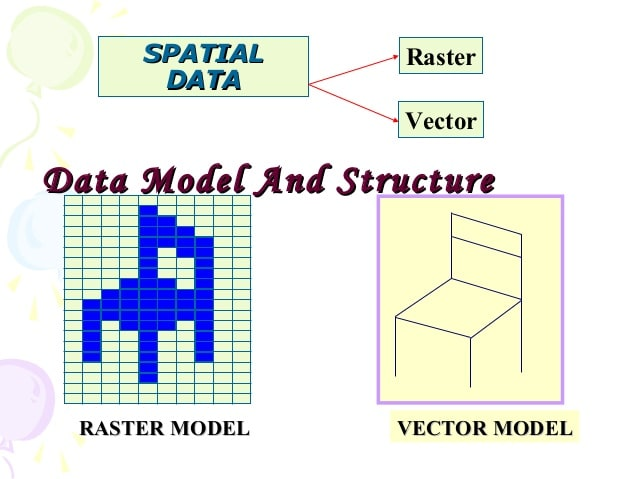 SPATIAL
DATA
Raster
Vector
Data Model And Structure
RASTER MODEL
VECTOR MODEL